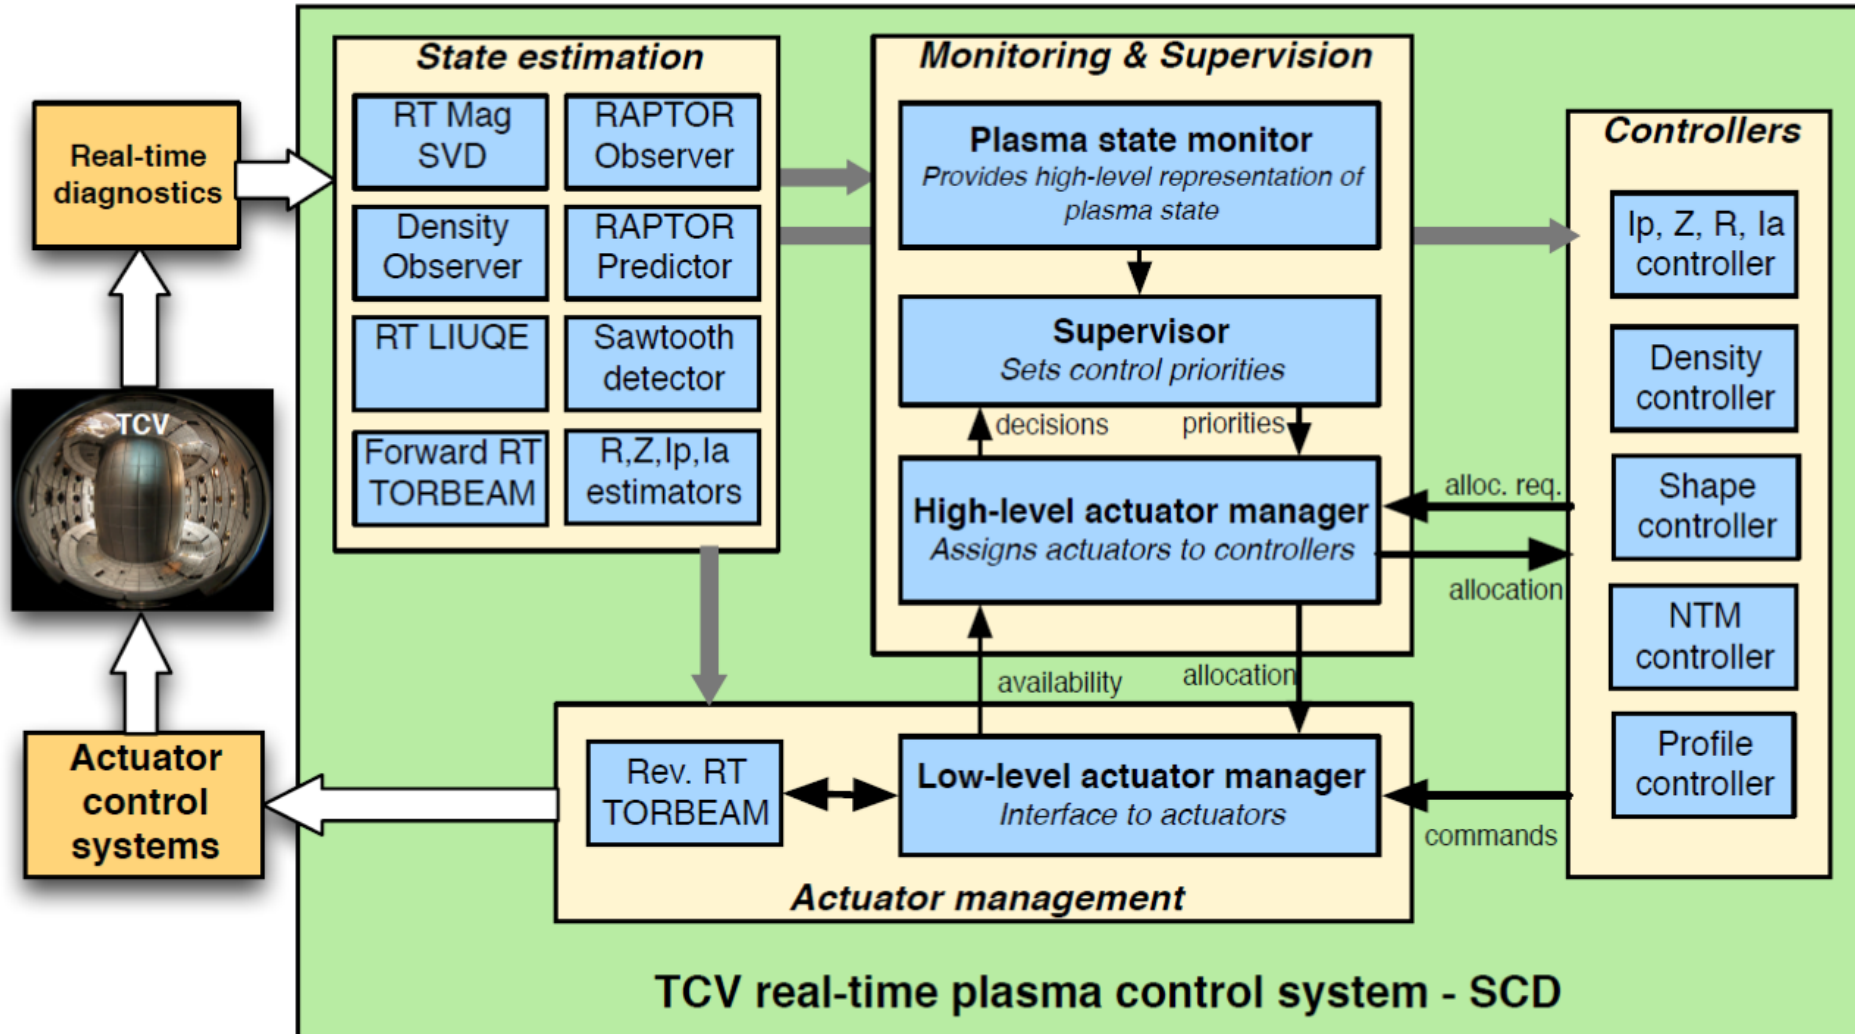 State estimation
RT Mag
SVD
RAPTOR
Observer
Density
Observer
RAPTOR
Predictor
RT LIUQE
Sawtooth
detector
Forward RT
TORBEAM
R,Z,Ip,Ia
estimators
Monitoring & Supervision
Plasma state monitor
Provides high-level representation of
plasma state
Supervisor
Sets control priorities
decisions
priorities
High-level actuator manager
Assigns actuators to controllers
alloc. req.
allocation
availability
allocation
Controllers
Ip, Z, R, Ia
controller
Density
controller
Shape
controller
NTM
controller
Profile
controller
Real-time
diagnostics
TCV
Actuator
control
systems
Rev. RT
TORBEAM
Low-level actuator manager
Interface to actuators
commands
Actuator management
TCV real-time plasma control system - SCD